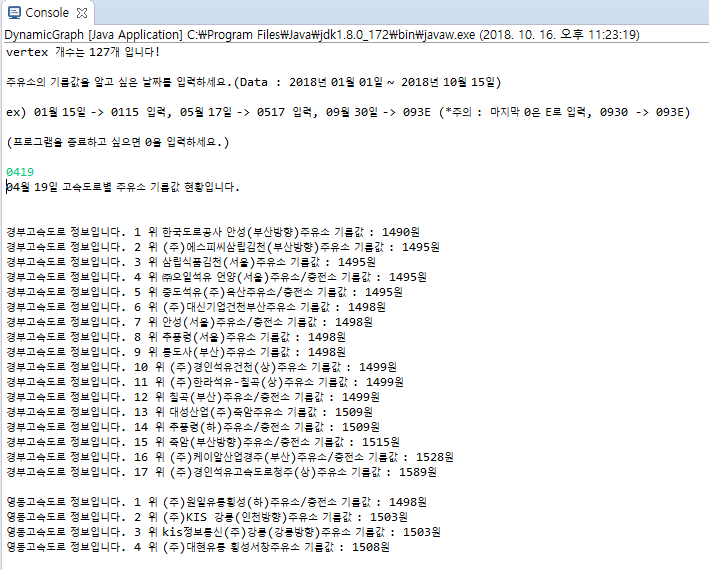 Console
DynamicGraph [Java Application] C:\Program Files\Java\jdk1.8.0_172\bin\javaw.exe (2018. 10. 16. 오후 11:23:19)
vertex 개수는 127개 입니다!
주유소의 기름값을 알고 싶은 날짜를 입력하세요.(Data : 2018년 01월 01일 ~ 2018년 10월 15일)
ex) 01월 15일 -> 0115 입력, 05월 17일 -> 0517 입력, 09월 30일 -> 093E (*주의 : 마지막 0은 E로 입력, 0930 -> 093E)
(프로그램을 종료하고 싶으면 0을 입력하세요.)
0419
04월 19일 고속도로별 주유소 기름값 현황입니다.
경부고속도로 정보입니다. 1 위 한국도로공사 안성(부산방향)주유소 기름값 : 1490원
경부고속도로 정보입니다. 2 위 (주)에스피씨삼립김천(부산방향)주유소 기름값 : 1495원
경부고속도로 정보입니다. 3 위 삼립식품김천(서울)주유소 기름값 : 1495원
경부고속도로 정보입니다. 4 위 ㈜오일석유 언양(서울)주유소/충전소 기름값 : 1495원
경부고속도로 정보입니다. 5 위 중도석유(주)옥산주유소/충전소 기름값 : 1495원
경부고속도로 정보입니다. 6 위 (주)대신기업건천부산주유소 기름값 : 1498원
경부고속도로 정보입니다. 7 위 안성(서울)주유소/충전소 기름값 : 1498원
경부고속도로 정보입니다. 8 위 추풍령(서울)주유소 기름값 : 1498원
경부고속도로 정보입니다. 9 위 통도사(부산)주유소 기름값 : 1498원
경부고속도로 정보입니다. 10 위 (주)경인석유건천(상)주유소 기름값 : 1499원
경부고속도로 정보입니다. 11 위 (주)한라석유-칠곡(상)주유소 기름값 : 1499원
경부고속도로 정보입니다. 12 위 칠곡(부산)주유소/충전소 기름값 : 1499원
경부고속도로 정보입니다. 13 위 대성산업(주)죽암주유소 기름값 : 1509원
경부고속도로 정보입니다. 14 위 추풍령(하)주유소/충전소 기름값 : 1509원
경부고속도로 정보입니다. 15 위 죽암(부산방향)주유소/충전소 기름값 : 1515원
경부고속도로 정보입니다. 16 위 (주)케이알산업경주(부산)주유소/충전소 기름값 : 1528원
경부고속도로 정보입니다. 17 위 (주)경인석유고속도로청주(상)주유소 기름값 : 1589원
영동고속도로 정보입니다. 1 위 (주)원일유통횡성(하)주유소/충전소 기름값 : 1498원
영동고속도로 정보입니다. 2 위 (주)KIS 강릉(인천방향)주유소 기름값 : 1503원
영동고속도로 정보입니다. 3 위 kis정보통신(주)강릉(강릉방향)주유소 기름값 : 1503원
영동고속도로 정보입니다. 4 위 (주)대현유통 횡성서창주유소 기름값 : 1508원